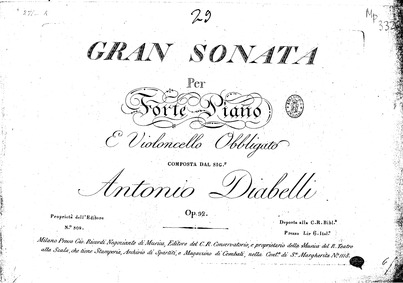 29
Mp
332
GRAN SONATA
Per
Forte Piano
E Violoncello Obbligato
COMPOSTA DAL SIG.r
Antonio Diabelli
Op. 92.
Proprietà dell'Editore
Deposto alla C. R. Bibl.a
N.o 808.
Prezzo Lir 6. Ital.e
Milano Presso Gio. Ricordi Negoziante di Musica, Editore del C. R. Conservatorio, e proprietario della Musica del R. Teatro
alla Scala, che tiene Stamperia, Archivio di Spartiti, e Magazzino di Cembali, nella Cont.a di S.ta Margherita N.o 1118.